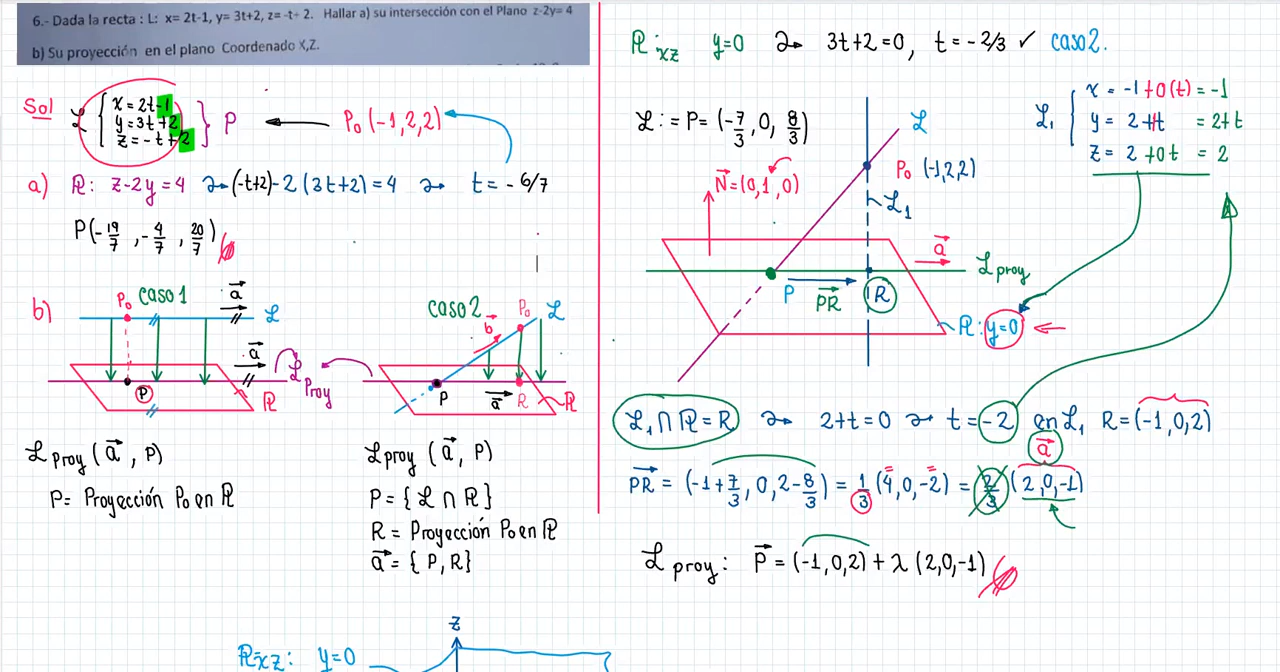 6.- Dada la recta : L: x= 2t-1, y= 3t+2, z= -t+ 2. Hallar a) su intersección con el Plano z-2y= 4
b) Su proyección en el plano Coordenado X,Z.
Sol
ℒ { x = 2t-1
y = 3t+2
z = -t+2 } P ← P₀(-1,2,2)
a) ℙ: z-2y=4 ↝ (-t+2)-2(3t+2)=4 ↝ t = -6/7
P(-19/7, -4/7, 20/7)
b) P₀ caso 1 a⃗ ℒ
a⃗ ℒProy
P ℙ
caso 2 b⃗ P₀ ℒ
P a⃗ R ℙ
ℒProy (a⃗, P)
P = Proyección P₀ en ℙ
ℒProy (a⃗, P)
P = {ℒ ∩ ℙ}
R = Proyección P₀ en ℙ
a⃗ = {P, R}
ℙxz: y=0
z
ℙxz y=0 ↝ 3t+2=0, t = -2/3 ✓ caso 2.
ℒ := P = (-7/3, 0, 8/3)
ℒ
ℒ₁ { x = -1+0(t) = -1
y = 2+1t = 2+t
z = 2+0t = 2
P₀ (-1,2,2)
N⃗=(0,1,0)
ℒ₁
a⃗
ℒproy
P PR⃗ R
ℙ: y=0
ℒ₁ ∩ ℙ = R ↝ 2+t=0 ↝ t = -2 en ℒ₁ R = (-1,0,2)
a⃗
PR⃗ = (-1+7/3, 0, 2-8/3) = 1/3 (4,0,-2) = 2/3 (2,0,-1)
ℒproy: P⃗ = (-1,0,2) + λ (2,0,-1)